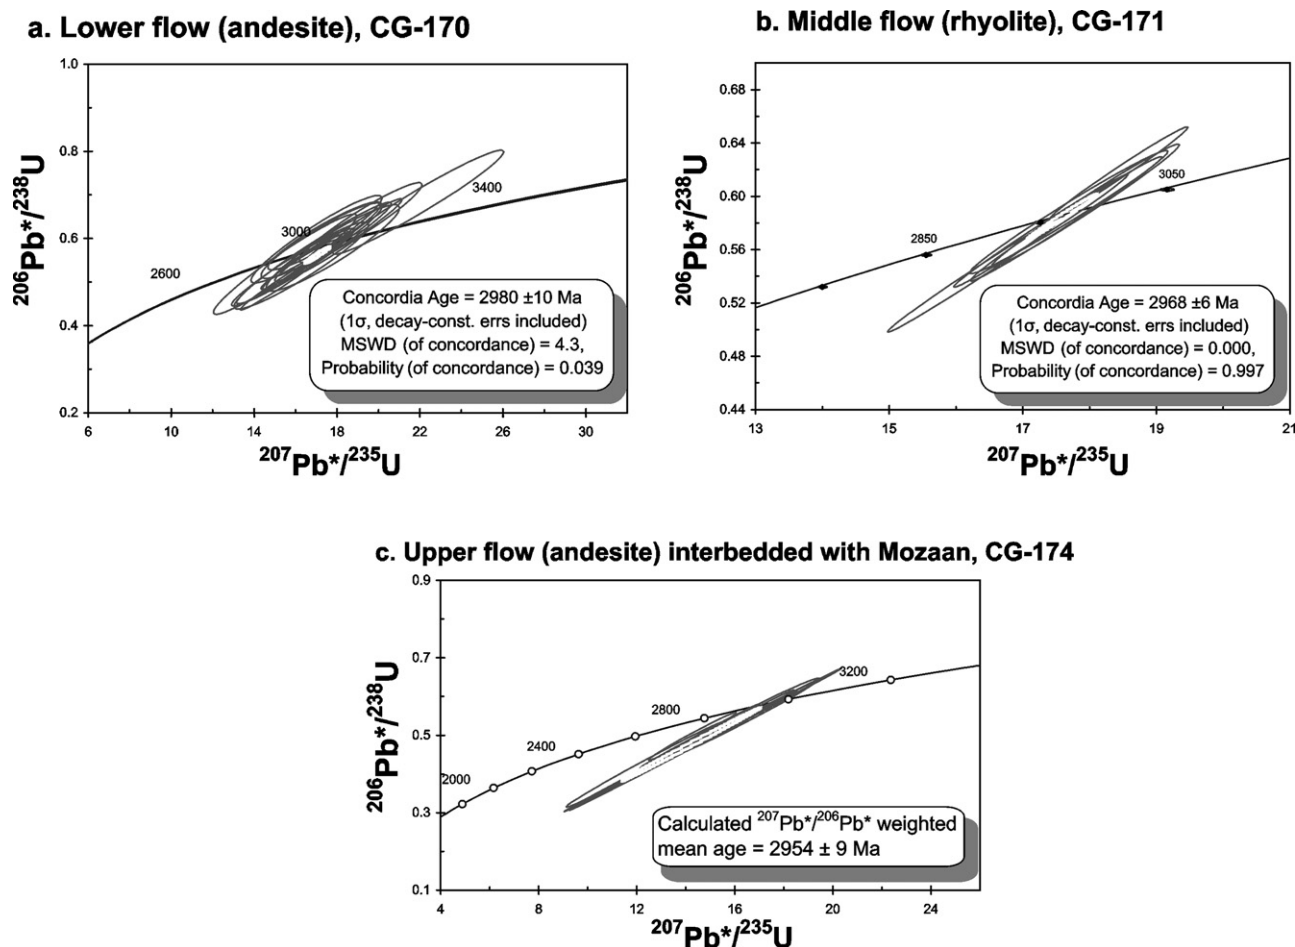 a. Lower flow (andesite), CG-170
1.0
0.8
0.6
0.4
0.2
206Pb*/238U
2600
3000
3400
Concordia Age = 2980 ±10 Ma
(1σ, decay-const. errs included)
MSWD (of concordance) = 4.3,
Probability (of concordance) = 0.039
6 10 14 18 22 26 30
207Pb*/235U
b. Middle flow (rhyolite), CG-171
0.68
0.64
0.60
0.56
0.52
0.48
0.44
206Pb*/238U
2850
3050
Concordia Age = 2968 ±6 Ma
(1σ, decay-const. errs included)
MSWD (of concordance) = 0.000,
Probability (of concordance) = 0.997
13 15 17 19 21
207Pb*/235U
c. Upper flow (andesite) interbedded with Mozaan, CG-174
0.9
0.7
0.5
0.3
0.1
206Pb*/238U
2000
2400
2800
3200
Calculated 207Pb*/206Pb* weighted
mean age = 2954 ± 9 Ma
4 8 12 16 20 24
207Pb*/235U